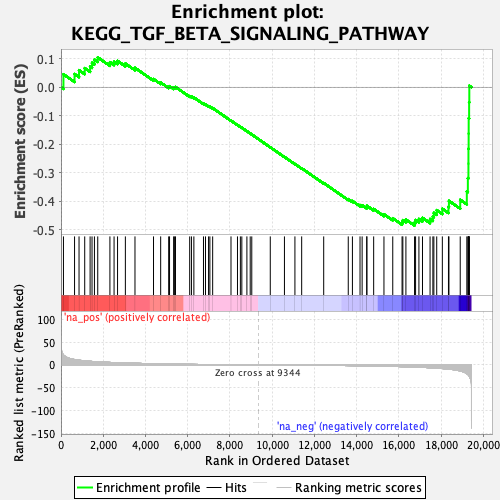 Enrichment plot:
KEGG_TGF_BETA_SIGNALING_PATHWAY
Enrichment score (ES)
0.1
0.0
-0.1
-0.2
-0.3
-0.4
-0.5
'na_pos' (positively correlated)
Ranked list metric (PreRanked)
100
50
0
-50
-100
-150
Zero cross at 9344
'na_neg' (negatively correlated)
0
2,000
4,000
6,000
8,000
10,000
12,000
14,000
16,000
18,000
20,000
Rank in Ordered Dataset
Enrichment profile
Hits
Ranking metric scores